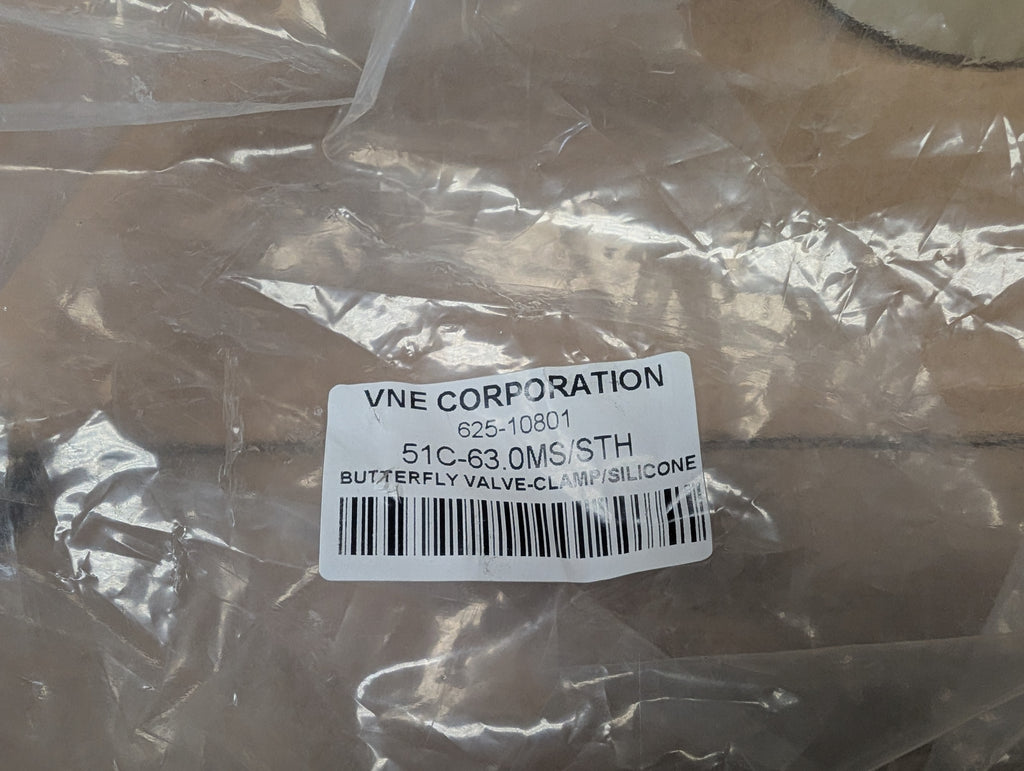 VNE CORPORATION
625-10801
51C-63.0MS/STH
BUTTERFLY VALVE-CLAMP/SILICONE